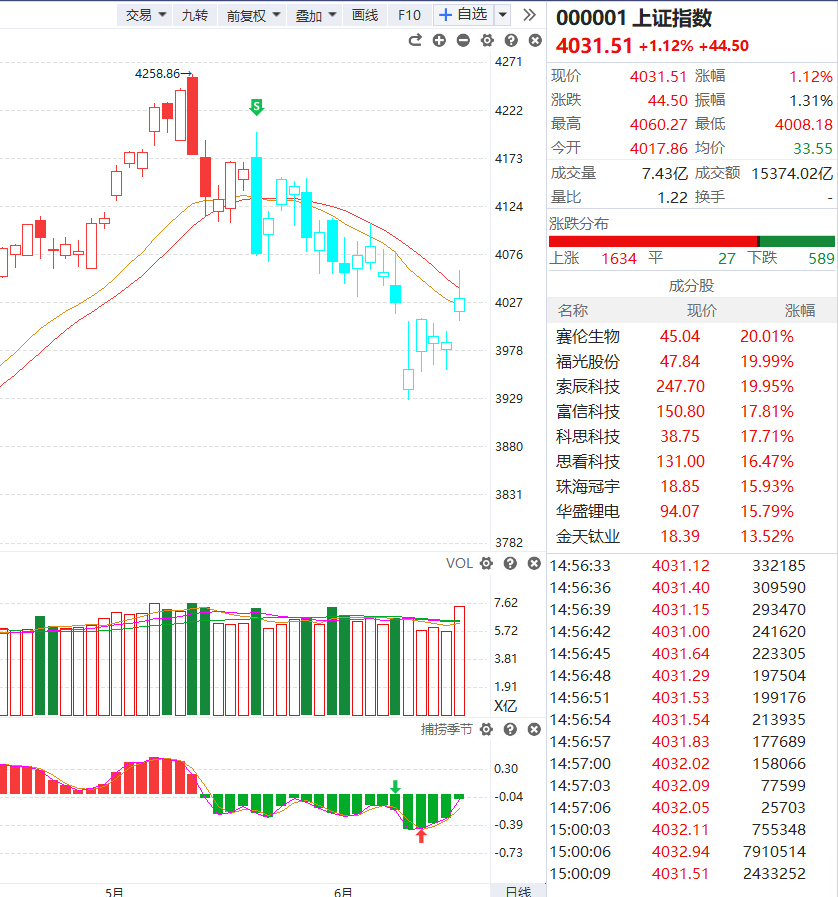 交易 九转 前复权 叠加 画线 F10 自选
4258.86
S
4271
4222
4173
4124
4076
4027
3978
3929
3880
3831
3782
VOL
7.62
5.72
3.81
1.91
X亿
捕捞季节
0.30
-0.04
-0.39
-0.73
5月 6月 日线
000001 上证指数
4031.51 +1.12% +44.50
现价 4031.51 涨幅 1.12%
涨跌 44.50 振幅 1.31%
最高 4060.27 最低 4008.18
今开 4017.86 均价 33.55
成交量 7.43亿 成交额 15374.02亿
量比 1.22 换手 -
涨跌分布
上涨 1634 平 27 下跌 589
成分股
名称 现价 涨幅
赛伦生物 45.04 20.01%
福光股份 47.84 19.99%
索辰科技 247.70 19.95%
富信科技 150.80 17.81%
科思科技 38.75 17.71%
思看科技 131.00 16.47%
珠海冠宇 18.85 15.93%
华盛锂电 94.07 15.79%
金天钛业 18.39 13.52%
14:56:33 4031.12 332185
14:56:36 4031.40 309590
14:56:39 4031.15 293470
14:56:42 4031.00 241620
14:56:45 4031.64 223305
14:56:48 4031.29 197504
14:56:51 4031.53 199176
14:56:54 4031.54 213935
14:56:57 4031.83 177689
14:57:00 4032.02 158066
14:57:03 4032.09 77599
14:57:06 4032.05 25703
15:00:03 4032.11 755348
15:00:06 4032.94 7910514
15:00:09 4031.51 2433252